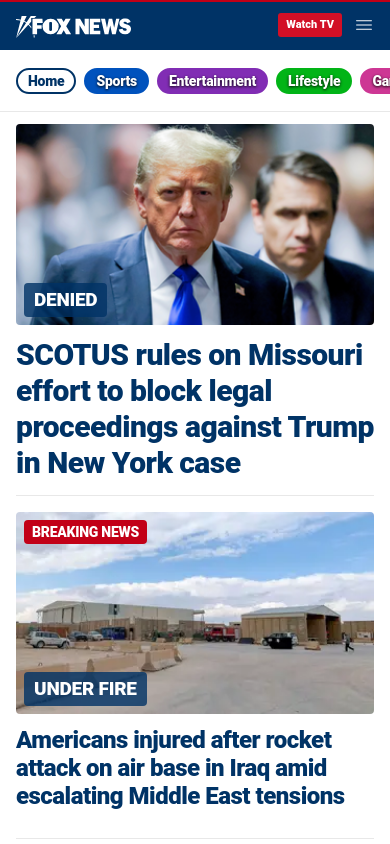 FOX NEWS
Watch TV
Home
Sports
Entertainment
Lifestyle
Ga
DENIED
SCOTUS rules on Missouri
effort to block legal
proceedings against Trump
in New York case
BREAKING NEWS
UNDER FIRE
Americans injured after rocket
attack on air base in Iraq amid
escalating Middle East tensions